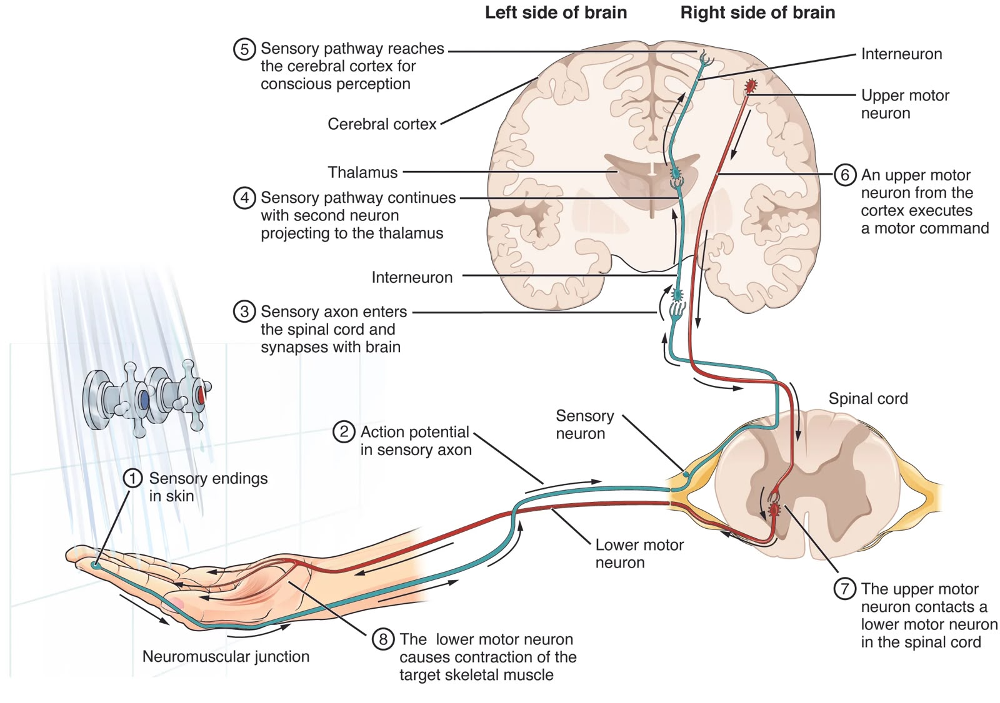 Left side of brain
Right side of brain
5 Sensory pathway reaches
the cerebral cortex for
conscious perception
Interneuron
Upper motor
neuron
Cerebral cortex
Thalamus
6 An upper motor
neuron from the
cortex executes
a motor command
4 Sensory pathway continues
with second neuron
projecting to the thalamus
Interneuron
3 Sensory axon enters
the spinal cord and
synapses with brain
Spinal cord
Sensory
neuron
2 Action potential
in sensory axon
1 Sensory endings
in skin
Lower motor
neuron
7 The upper motor
neuron contacts a
lower motor neuron
in the spinal cord
8 The lower motor neuron
causes contraction of the
target skeletal muscle
Neuromuscular junction